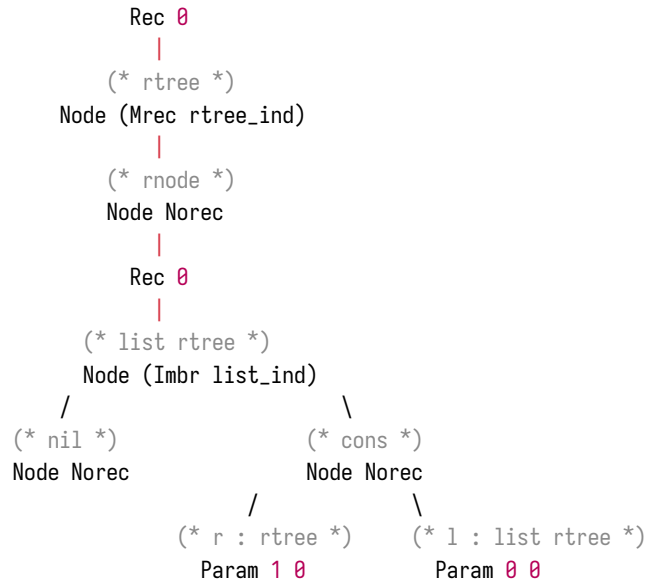 Rec 0
|
(* rtree *)
Node (Mrec rtree_ind)
|
(* rnode *)
Node Norec
|
Rec 0
|
(* list rtree *)
Node (Imbr list_ind)
/ \
(* nil *) (* cons *)
Node Norec Node Norec
/ \
(* r : rtree *) (* l : list rtree *)
Param 1 0 Param 0 0